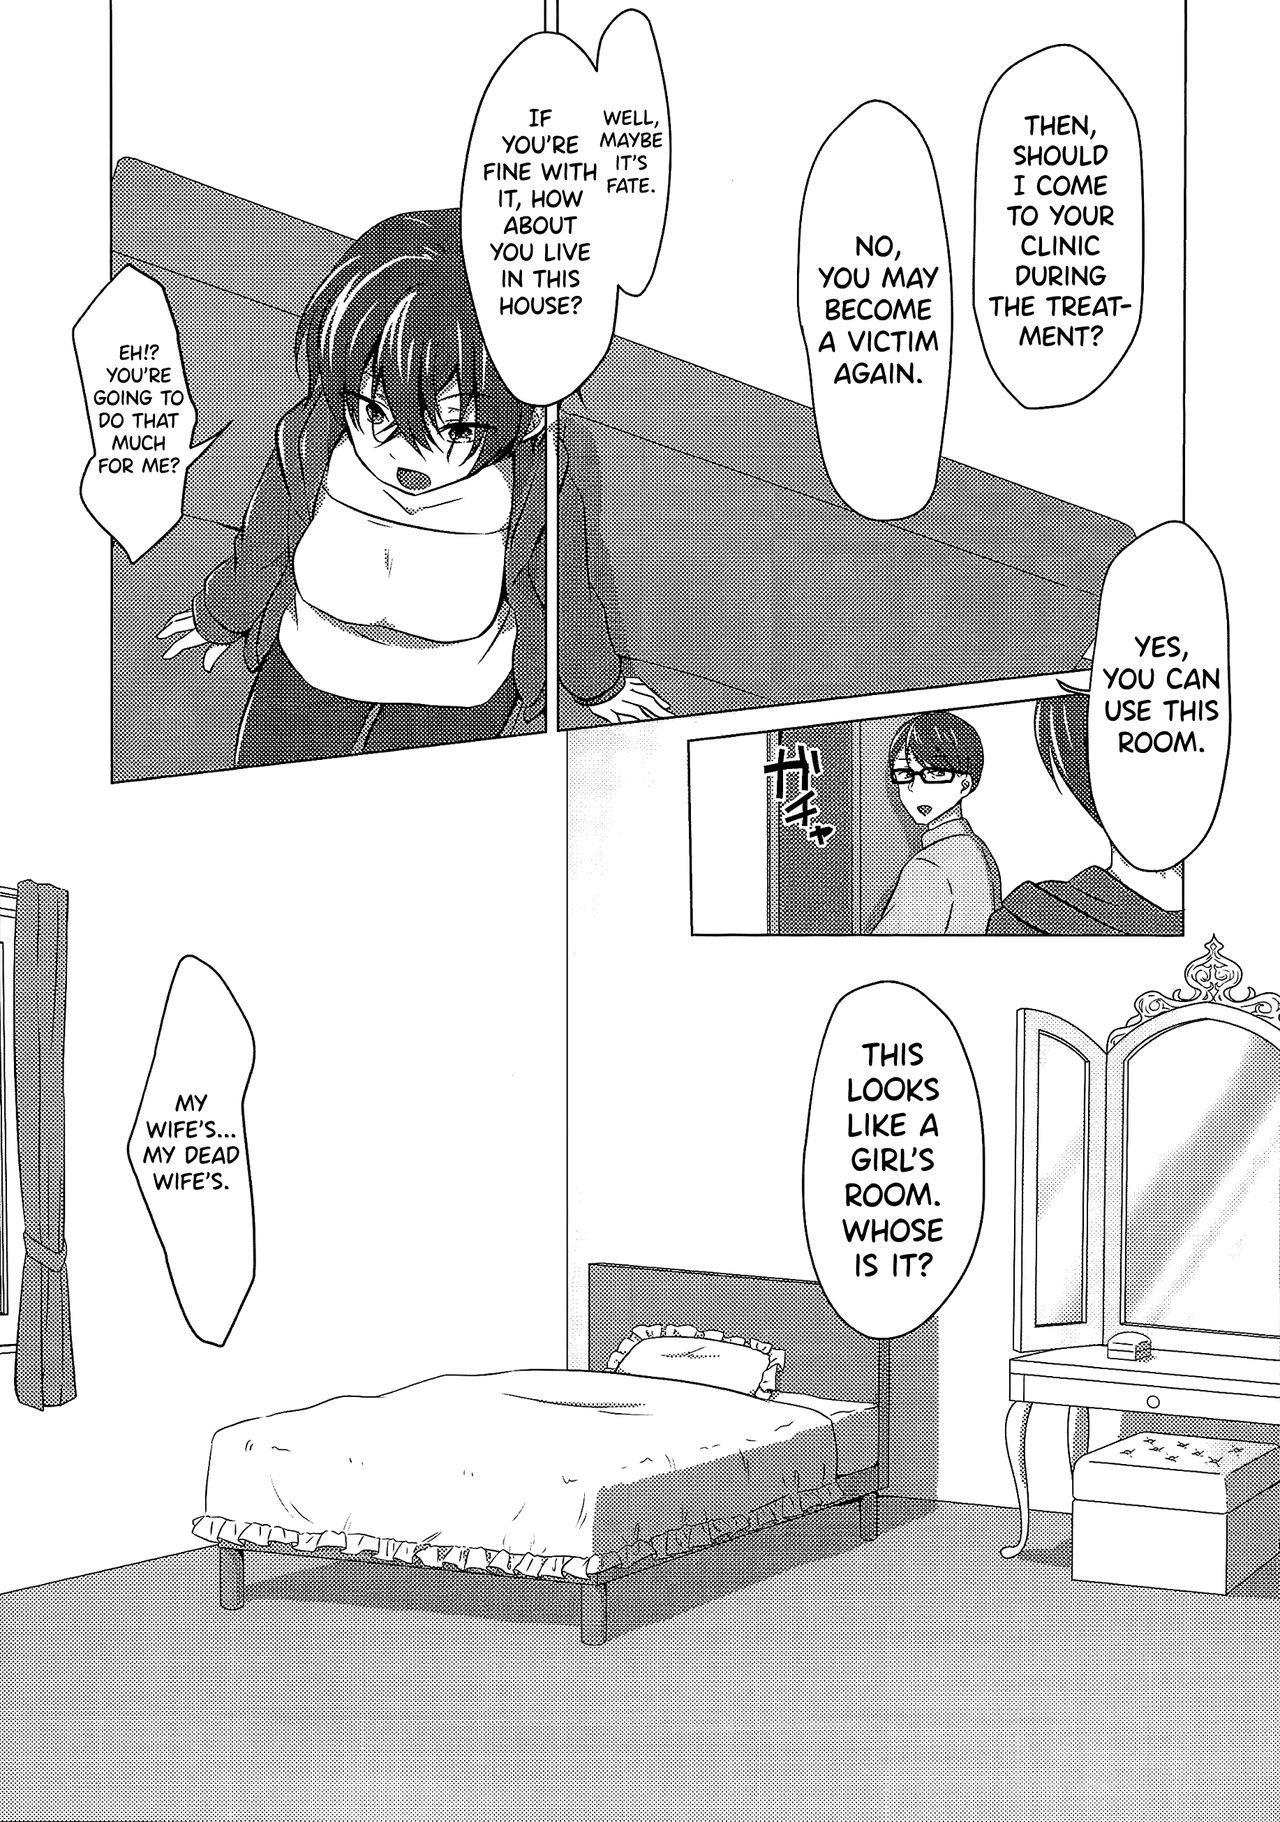 THEN,
SHOULD
I COME
TO YOUR
CLINIC
DURING
THE TREAT-
MENT?
NO,
YOU MAY
BECOME
A VICTIM
AGAIN.
WELL,
MAYBE
IT'S
FATE.
IF
YOU'RE
FINE WITH
IT, HOW
ABOUT
YOU LIVE
IN THIS
HOUSE?
EH!?
YOU'RE
GOING TO
DO THAT
MUCH
FOR ME?
YES,
YOU CAN
USE THIS
ROOM.
ガチャ
THIS
LOOKS
LIKE A
GIRL'S
ROOM.
WHOSE
IS IT?
MY
WIFE'S...
MY DEAD
WIFE'S.